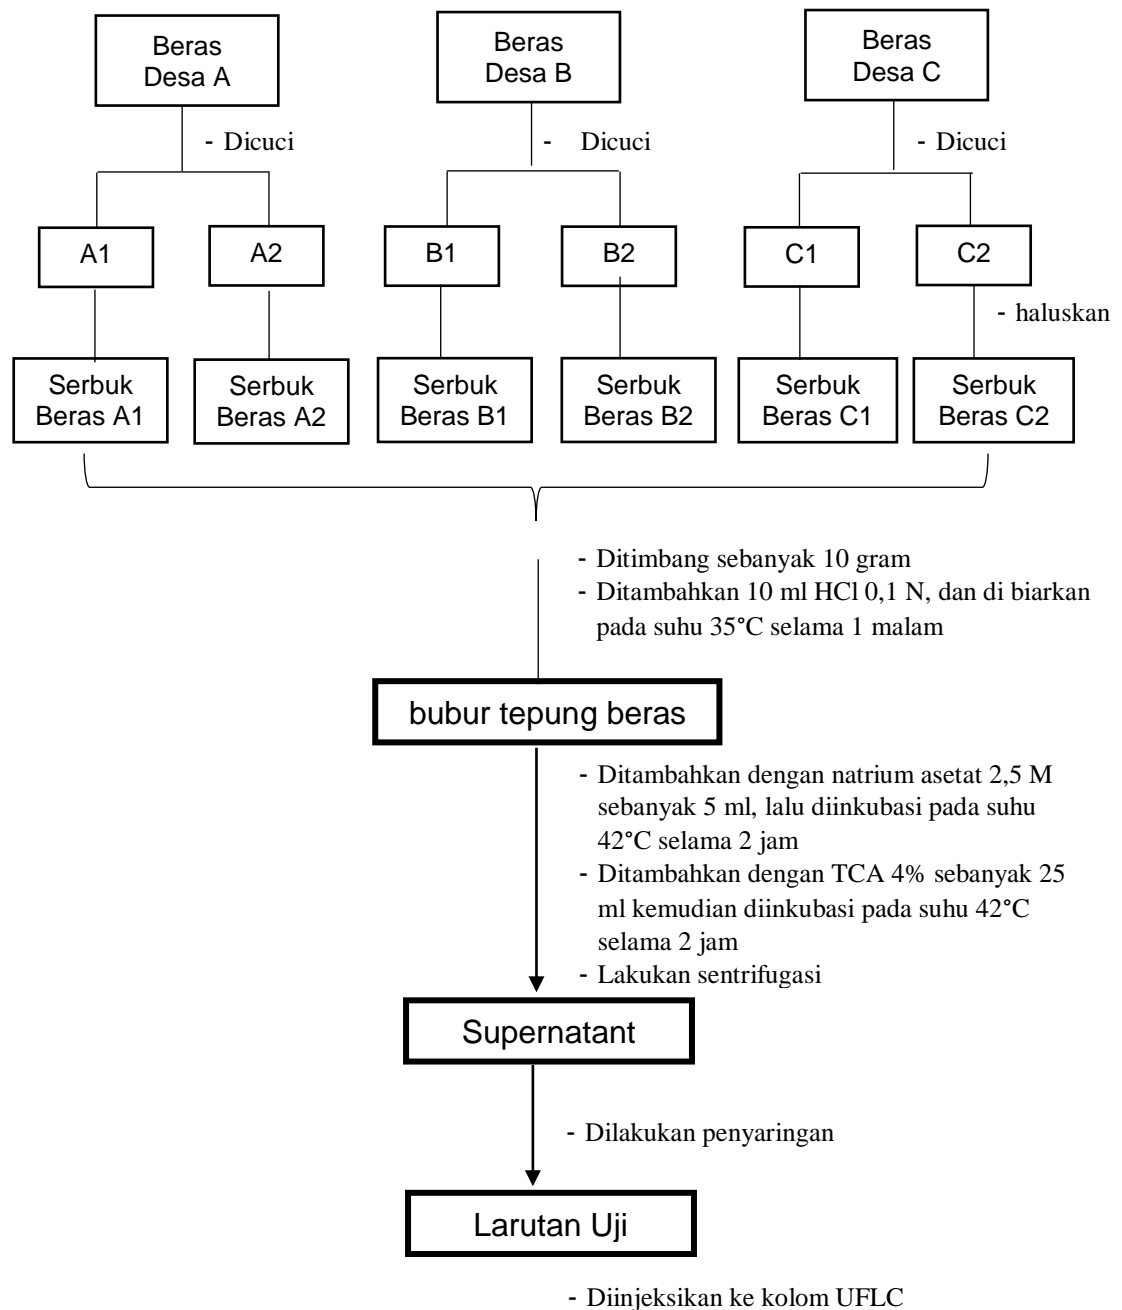 Beras
Desa A
Beras
Desa B
Beras
Desa C
- Dicuci
- Dicuci
- Dicuci
A1
A2
B1
B2
C1
C2
- haluskan
Serbuk
Beras A1
Serbuk
Beras A2
Serbuk
Beras B1
Serbuk
Beras B2
Serbuk
Beras C1
Serbuk
Beras C2
- Ditimbang sebanyak 10 gram
- Ditambahkan 10 ml HCl 0,1 N, dan di biarkan
pada suhu 35°C selama 1 malam
bubur tepung beras
- Ditambahkan dengan natrium asetat 2,5 M
sebanyak 5 ml, lalu diinkubasi pada suhu
42°C selama 2 jam
- Ditambahkan dengan TCA 4% sebanyak 25
ml kemudian diinkubasi pada suhu 42°C
selama 2 jam
- Lakukan sentrifugasi
Supernatant
- Dilakukan penyaringan
Larutan Uji
- Diinjeksikan ke kolom UFLC